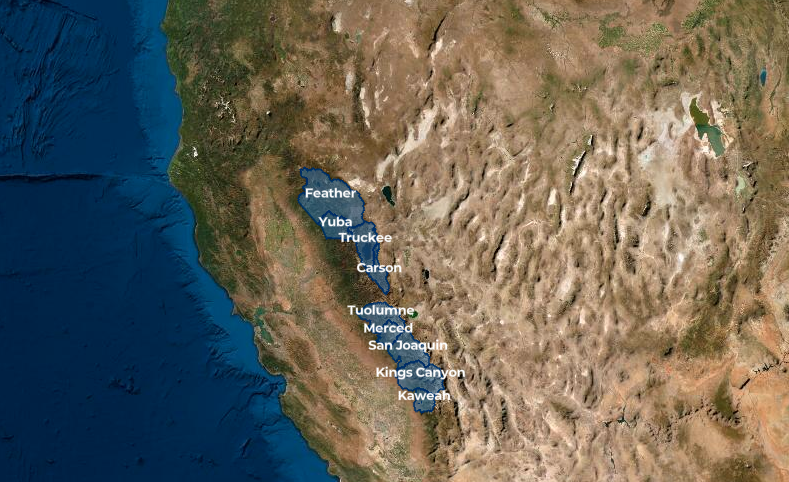 Feather
Yuba
Truckee
Carson
Tuolumne
Merced
San Joaquin
Kings Canyon
Kaweah